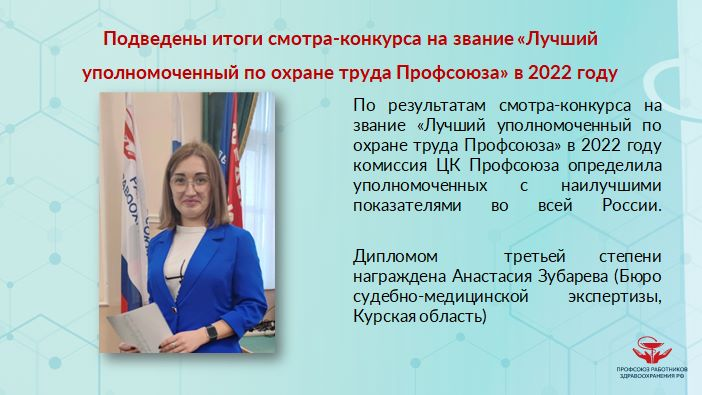 Подведены итоги смотра-конкурса на звание «Лучший
уполномоченный по охране труда Профсоюза» в 2022 году
По результатам смотра-конкурса на
звание «Лучший уполномоченный по
охране труда Профсоюза» в 2022 году
комиссия ЦК Профсоюза определила
уполномоченных с наилучшими
показателями во всей России.
Дипломом третьей степени
награждена Анастасия Зубарева (Бюро
судебно-медицинской экспертизы,
Курская область)
ПРОФСОЮЗ РАБОТНИКОВ
ЗДРАВООХРАНЕНИЯ РФ